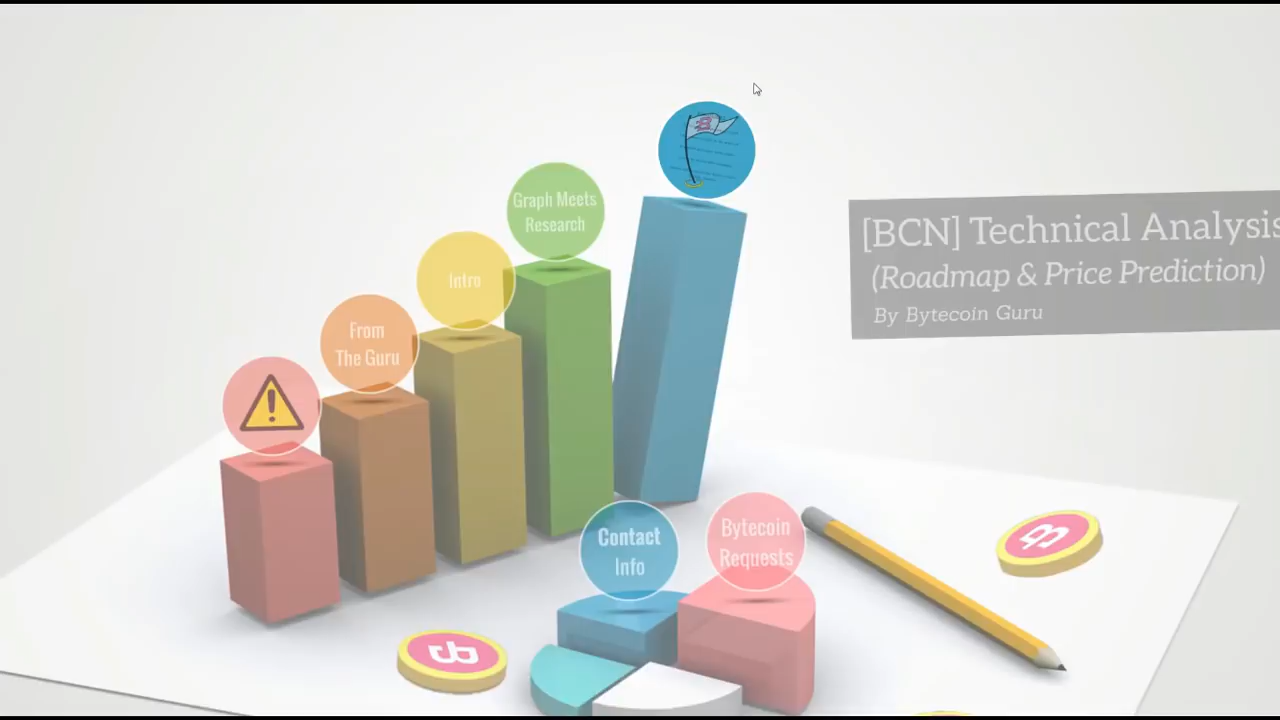 [BCN] Technical Analysis
(Roadmap & Price Prediction)
By Bytecoin Guru
Graph Meets
Research
Intro
From
The Guru
Contact
Info
Bytecoin
Requests